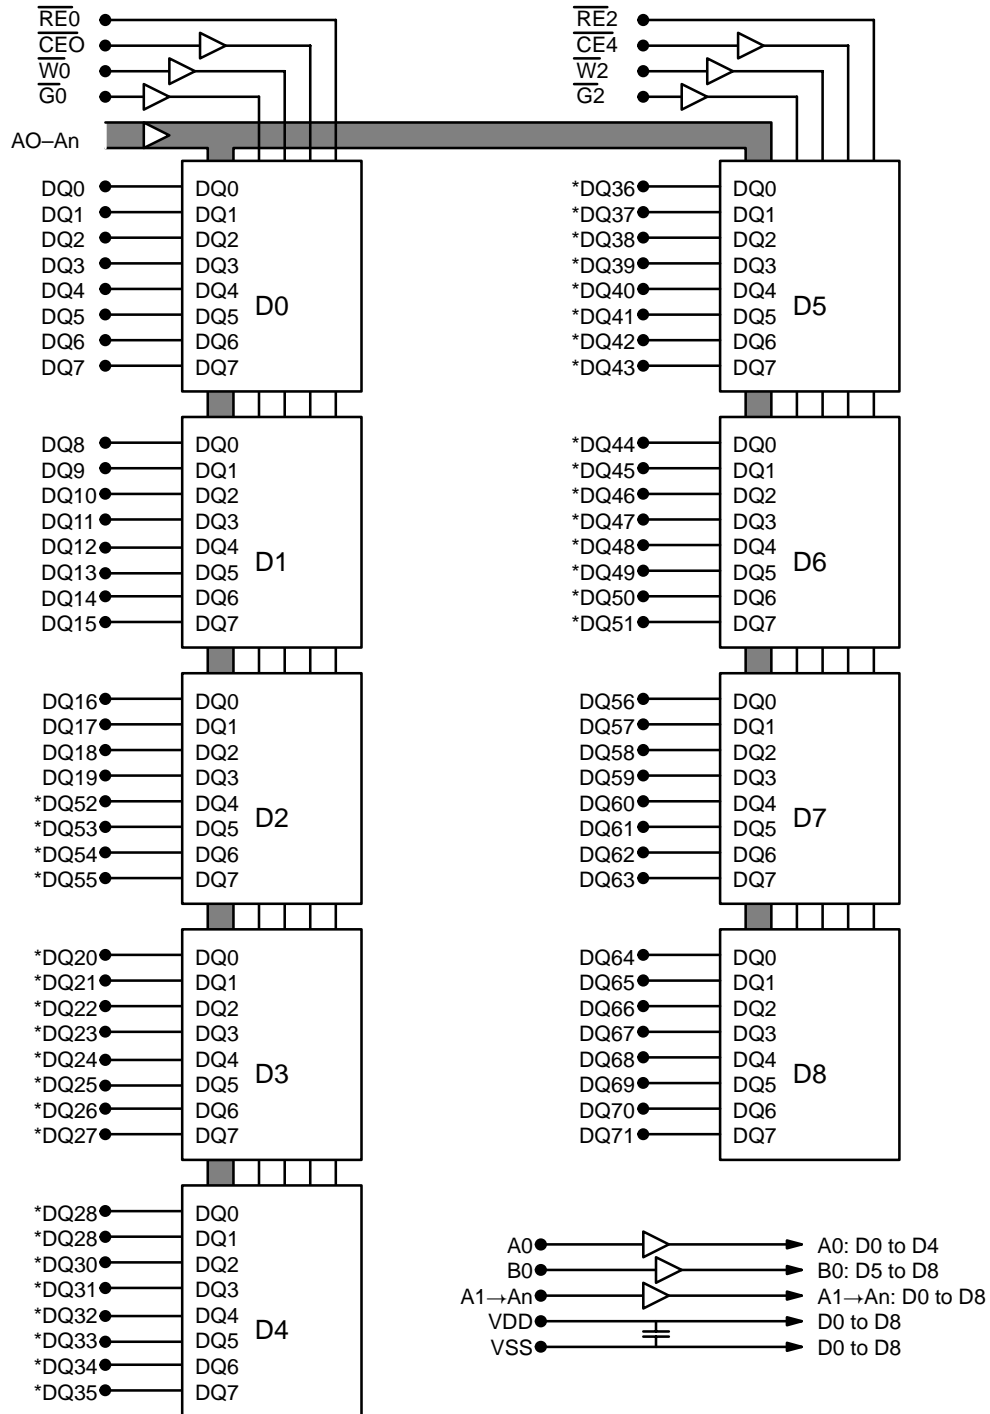 RE0
CEO
W0
G0
AO–An
DQ0 DQ0
DQ1 DQ1
DQ2 DQ2
DQ3 DQ3
DQ4 DQ4
DQ5 DQ5
DQ6 DQ6
DQ7 DQ7
D0
DQ8 DQ0
DQ9 DQ1
DQ10 DQ2
DQ11 DQ3
DQ12 DQ4
DQ13 DQ5
DQ14 DQ6
DQ15 DQ7
D1
DQ16 DQ0
DQ17 DQ1
DQ18 DQ2
DQ19 DQ3
*DQ52 DQ4
*DQ53 DQ5
*DQ54 DQ6
*DQ55 DQ7
D2
*DQ20 DQ0
*DQ21 DQ1
*DQ22 DQ2
*DQ23 DQ3
*DQ24 DQ4
*DQ25 DQ5
*DQ26 DQ6
*DQ27 DQ7
D3
*DQ28 DQ0
*DQ28 DQ1
*DQ30 DQ2
*DQ31 DQ3
*DQ32 DQ4
*DQ33 DQ5
*DQ34 DQ6
*DQ35 DQ7
D4
RE2
CE4
W2
G2
*DQ36 DQ0
*DQ37 DQ1
*DQ38 DQ2
*DQ39 DQ3
*DQ40 DQ4
*DQ41 DQ5
*DQ42 DQ6
*DQ43 DQ7
D5
*DQ44 DQ0
*DQ45 DQ1
*DQ46 DQ2
*DQ47 DQ3
*DQ48 DQ4
*DQ49 DQ5
*DQ50 DQ6
*DQ51 DQ7
D6
DQ56 DQ0
DQ57 DQ1
DQ58 DQ2
DQ59 DQ3
DQ60 DQ4
DQ61 DQ5
DQ62 DQ6
DQ63 DQ7
D7
DQ64 DQ0
DQ65 DQ1
DQ66 DQ2
DQ67 DQ3
DQ68 DQ4
DQ69 DQ5
DQ70 DQ6
DQ71 DQ7
D8
A0 A0: D0 to D4
B0 B0: D5 to D8
A1→An A1→An: D0 to D8
VDD D0 to D8
VSS D0 to D8